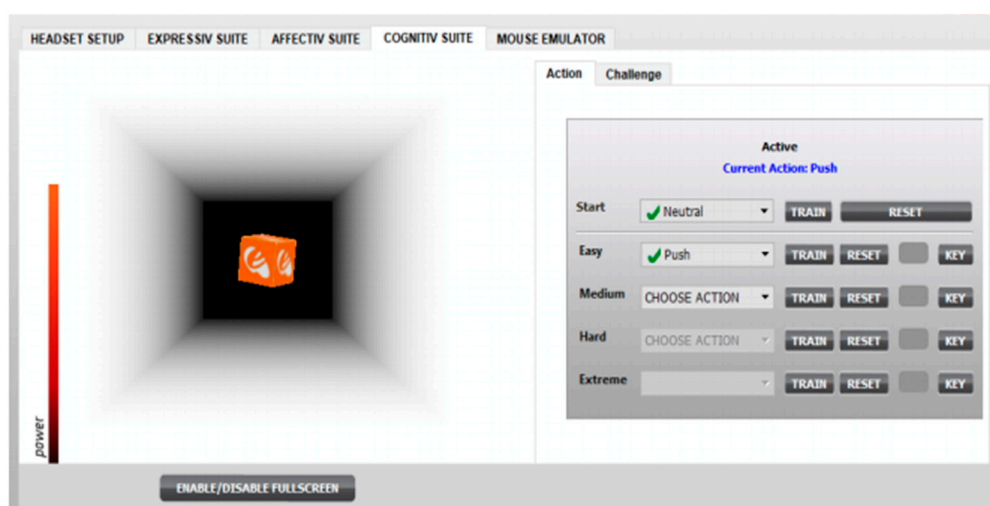 HEADSET SETUP EXPRESSIV SUITE AFFECTIV SUITE COGNITIV SUITE MOUSE EMULATOR
Action Challenge
Active
Current Action: Push
Start Neutral TRAIN RESET
Easy Push TRAIN RESET KEY
Medium CHOOSE ACTION TRAIN RESET KEY
Hard CHOOSE ACTION TRAIN RESET KEY
Extreme TRAIN RESET KEY
power
ENABLE/DISABLE FULLSCREEN